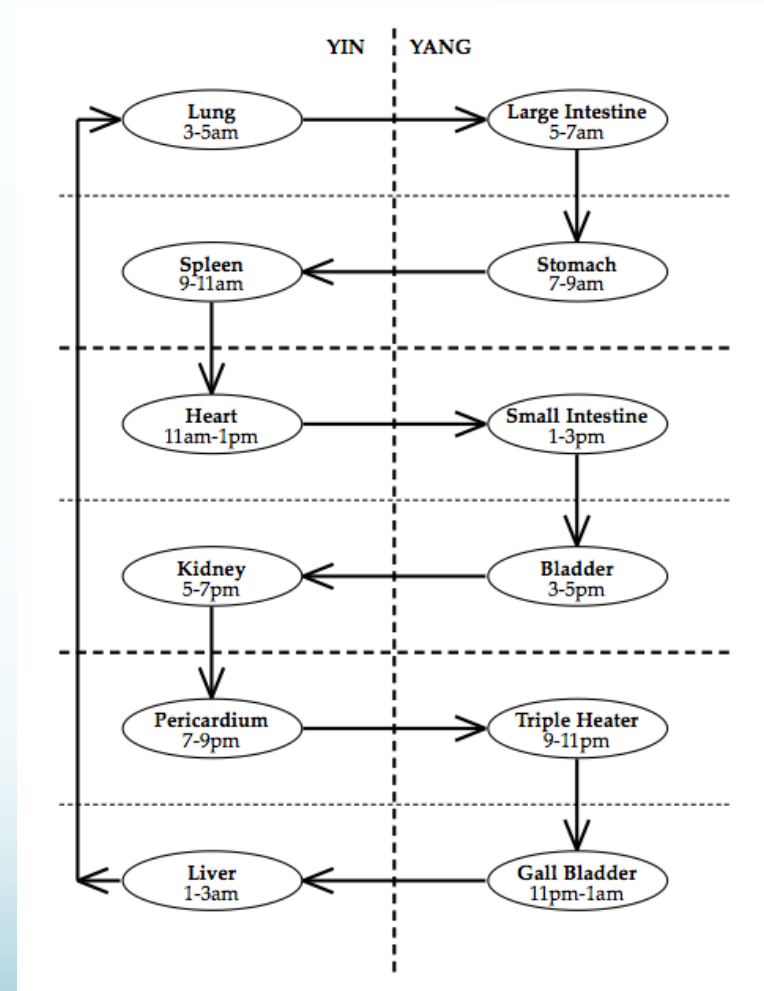 YIN YANG
Lung
3-5am
Large Intestine
5-7am
Spleen
9-11am
Stomach
7-9am
Heart
11am-1pm
Small Intestine
1-3pm
Kidney
5-7pm
Bladder
3-5pm
Pericardium
7-9pm
Triple Heater
9-11pm
Liver
1-3am
Gall Bladder
11pm-1am